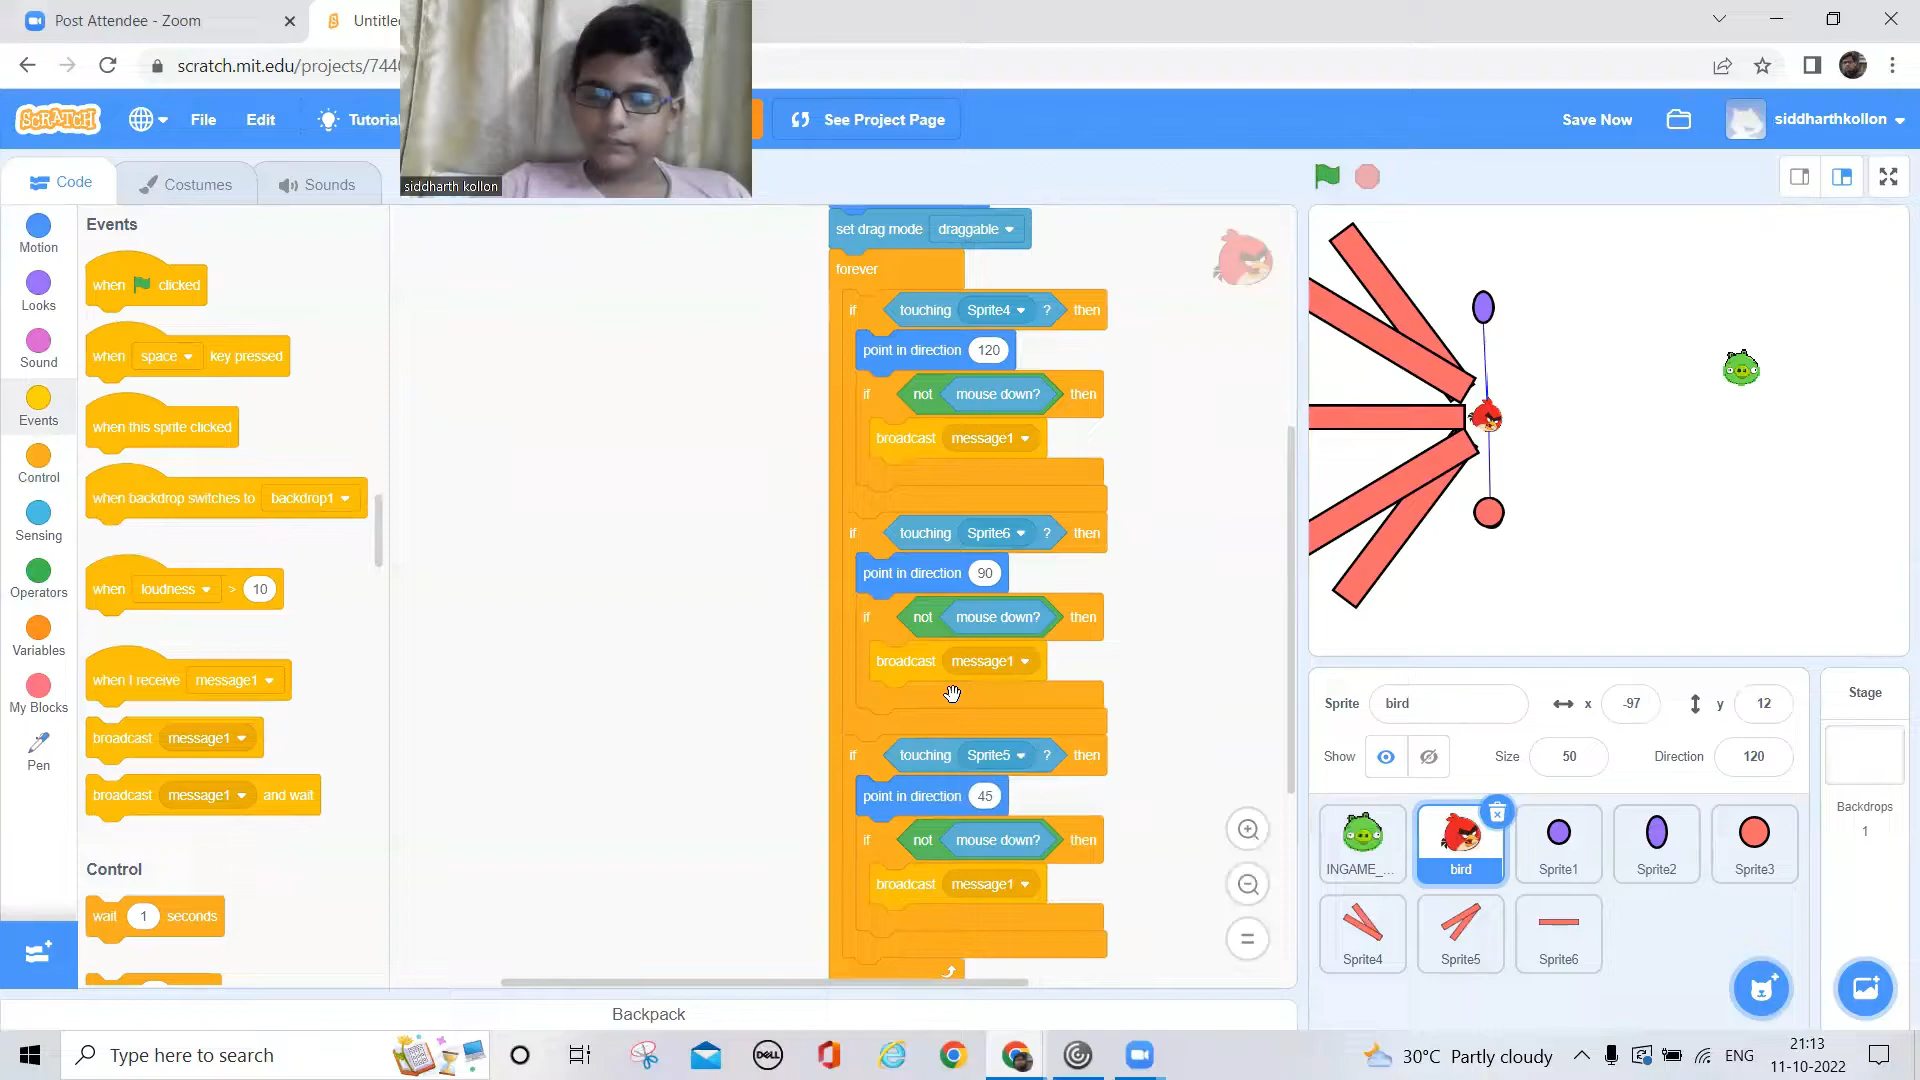 Post Attendee - Zoom
Untitle
scratch.mit.edu/projects/7440
SCRATCH
File
Edit
Tutorial
See Project Page
Save Now
siddharthkollon
siddharth kollon
Code
Costumes
Sounds
Motion
Looks
Sound
Events
Control
Sensing
Operators
Variables
My Blocks
Pen
Events
when clicked
when space key pressed
when this sprite clicked
when backdrop switches to backdrop1
when loudness > 10
when I receive message1
broadcast message1
broadcast message1 and wait
Control
wait 1 seconds
set drag mode draggable
forever
if touching Sprite4 ? then
point in direction 120
if not mouse down? then
broadcast message1
if touching Sprite6 ? then
point in direction 90
if not mouse down? then
broadcast message1
if touching Sprite5 ? then
point in direction 45
if not mouse down? then
broadcast message1
Backpack
Sprite bird x -97 y 12
Show Size 50 Direction 120
INGAME_...
bird
Sprite1
Sprite2
Sprite3
Sprite4
Sprite5
Sprite6
Stage
Backdrops
1
Type here to search
DELL
30°C Partly cloudy
ENG
21:13
11-10-2022